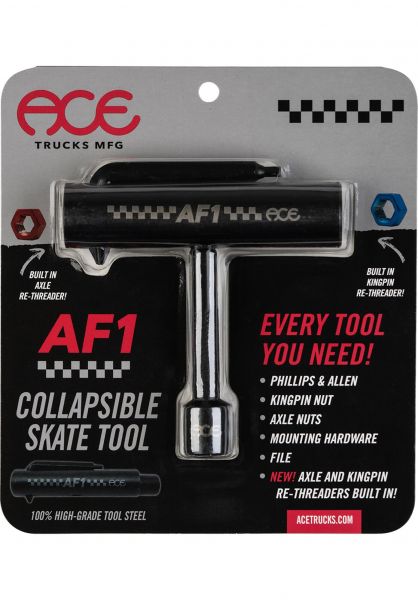 ACE
TRUCKS MFG
AF1 ACE
BUILT IN
AXLE
RE-THREADER!
BUILT IN
KINGPIN
RE-THREADER!
AF1
COLLAPSIBLE
SKATE TOOL
AF1 ACE
100% HIGH-GRADE TOOL STEEL
ACE
EVERY TOOL
YOU NEED!
• PHILLIPS & ALLEN
• KINGPIN NUT
• AXLE NUTS
• MOUNTING HARDWARE
• FILE
• NEW! AXLE AND KINGPIN
RE-THREADERS BUILT IN!
ACETRUCKS.COM